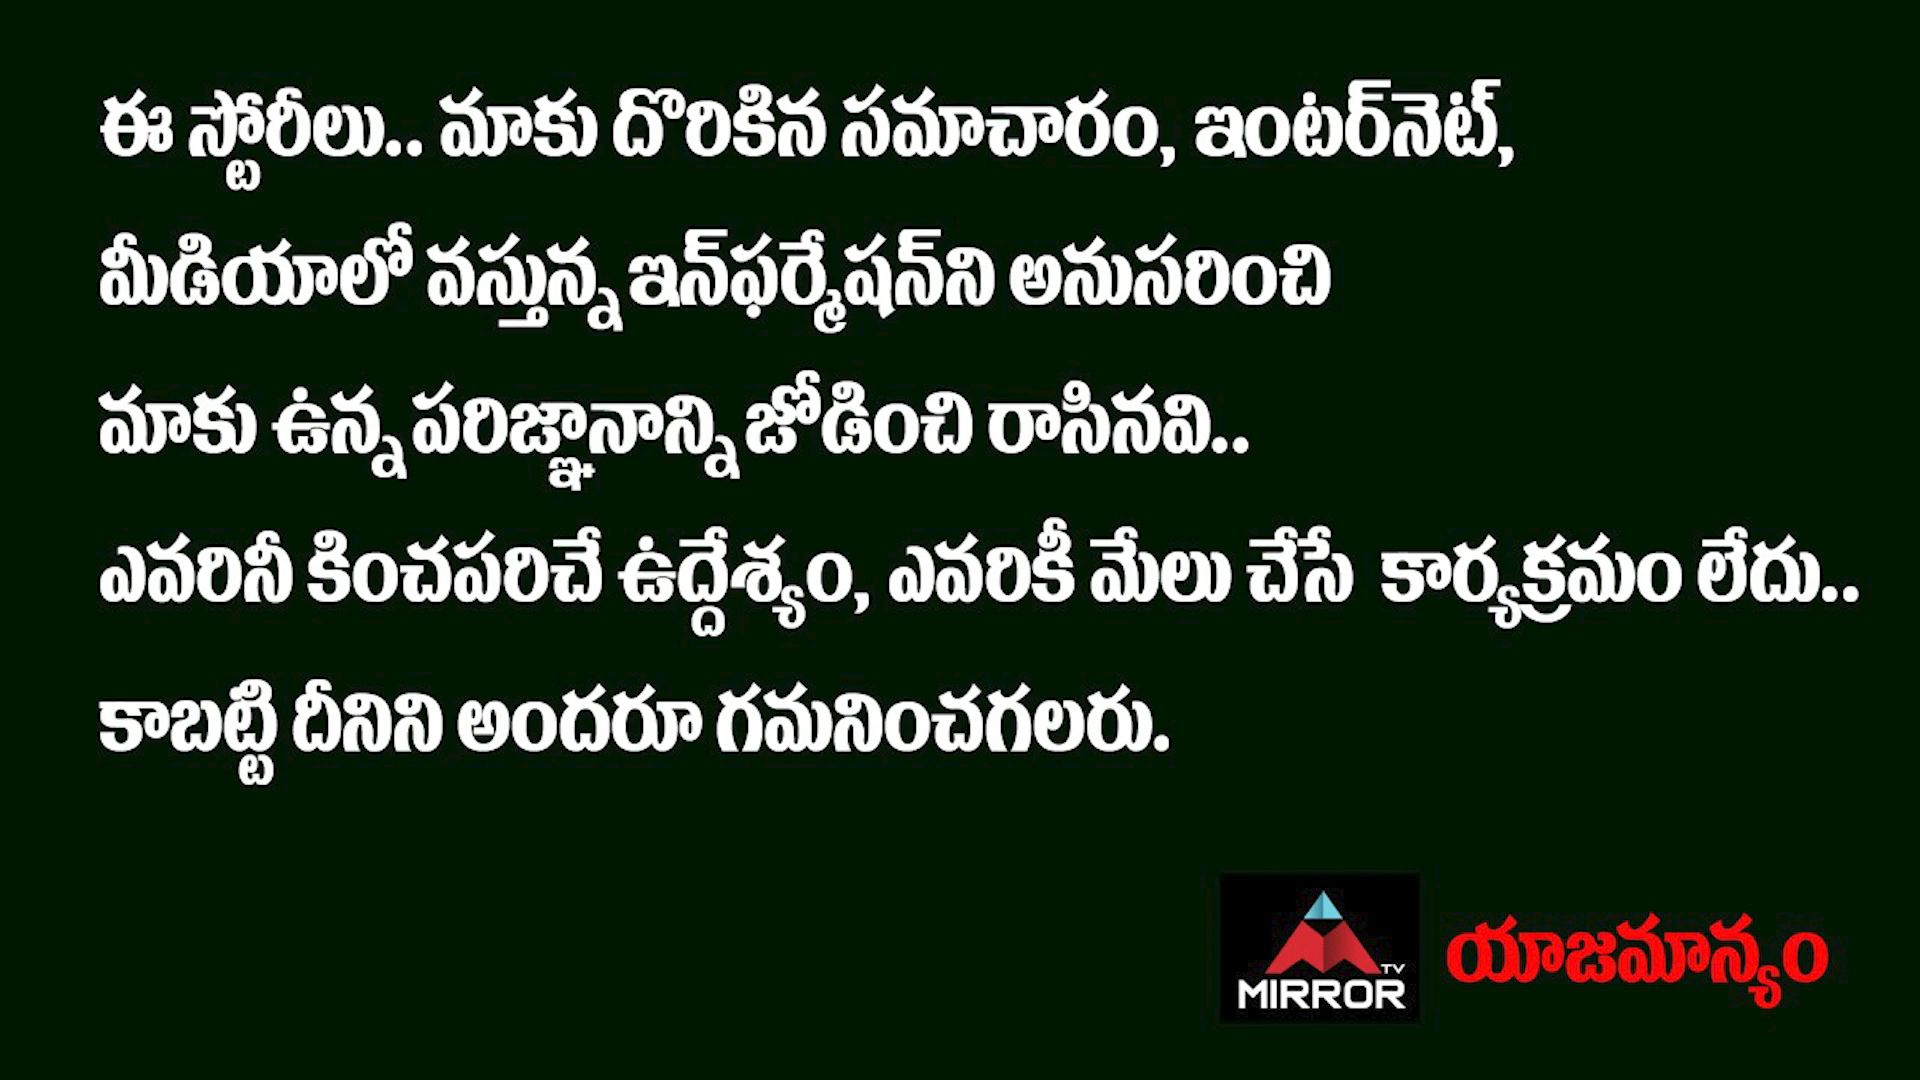 ఈ స్టోరీలు.. మాకు దొరికిన సమాచారం, ఇంటర్‌నెట్,
మీడియాలో వస్తున్న ఇన్‌ఫర్మేషన్‌ని అనుసరించి
మాకు ఉన్న పరిజ్ఞానాన్ని జోడించి రాసినవి..
ఎవరినీ కించపరిచే ఉద్దేశ్యం, ఎవరికీ మేలు చేసే కార్యక్రమం లేదు..
కాబట్టి దీనిని అందరూ గమనించగలరు.
TV
MIRROR
యాజమాన్యం